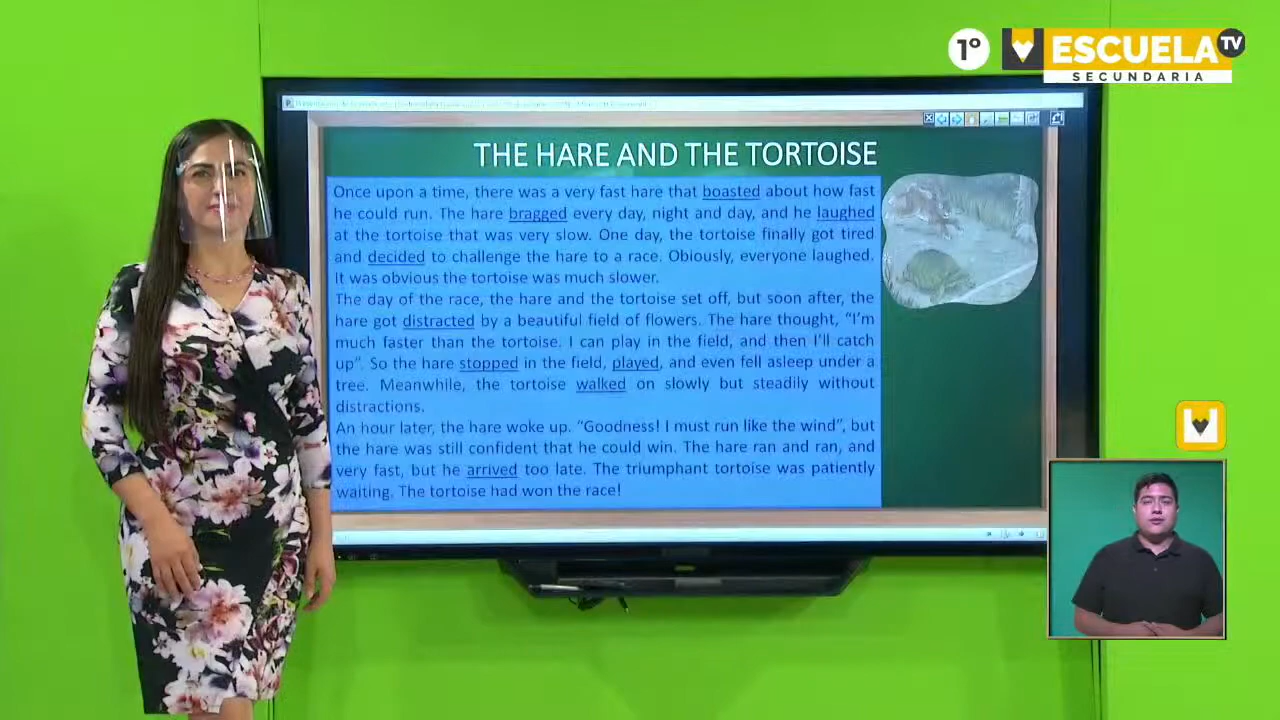 1º
ESCUELA TV
SECUNDARIA
THE HARE AND THE TORTOISE
Once upon a time, there was a very fast hare that boasted about how fast
he could run. The hare bragged every day, night and day, and he laughed
at the tortoise that was very slow. One day, the tortoise finally got tired
and decided to challenge the hare to a race. Obiously, everyone laughed.
It was obvious the tortoise was much slower.
The day of the race, the hare and the tortoise set off, but soon after, the
hare got distracted by a beautiful field of flowers. The hare thought, “I’m
much faster than the tortoise. I can play in the field, and then I’ll catch
up”. So the hare stopped in the field, played, and even fell asleep under a
tree. Meanwhile, the tortoise walked on slowly but steadily without
distractions.
An hour later, the hare woke up. “Goodness! I must run like the wind”, but
the hare was still confident that he could win. The hare ran and ran, and
very fast, but he arrived too late. The triumphant tortoise was patiently
waiting. The tortoise had won the race!